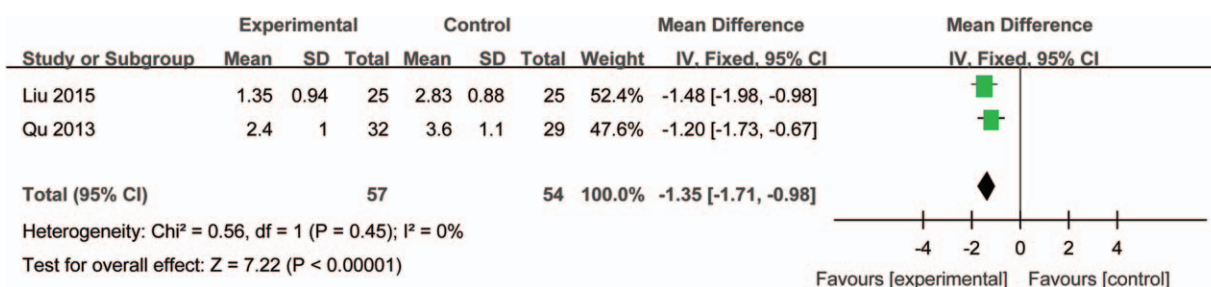 Experimental Control Mean Difference Mean Difference
Study or Subgroup Mean SD Total Mean SD Total Weight IV, Fixed, 95% CI IV, Fixed, 95% CI
Liu 2015 1.35 0.94 25 2.83 0.88 25 52.4% -1.48 [-1.98, -0.98]
Qu 2013 2.4 1 32 3.6 1.1 29 47.6% -1.20 [-1.73, -0.67]
Total (95% CI) 57 54 100.0% -1.35 [-1.71, -0.98]
Heterogeneity: Chi² = 0.56, df = 1 (P = 0.45); I² = 0%
Test for overall effect: Z = 7.22 (P < 0.00001)
-4 -2 0 2 4
Favours [experimental] Favours [control]